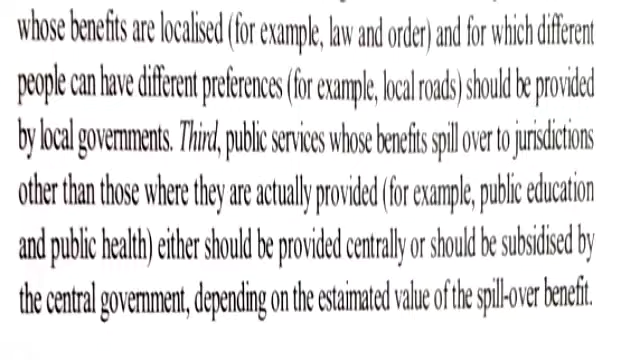 whose benefits are localised (for example, law and order) and for which different
people can have different preferences (for example, local roads) should be provided
by local governments. Third, public services whose benefits spill over to jurisdictions
other than those where they are actually provided (for example, public education
and public health) either should be provided centrally or should be subsidised by
the central government, depending on the estaimated value of the spill-over benefit.